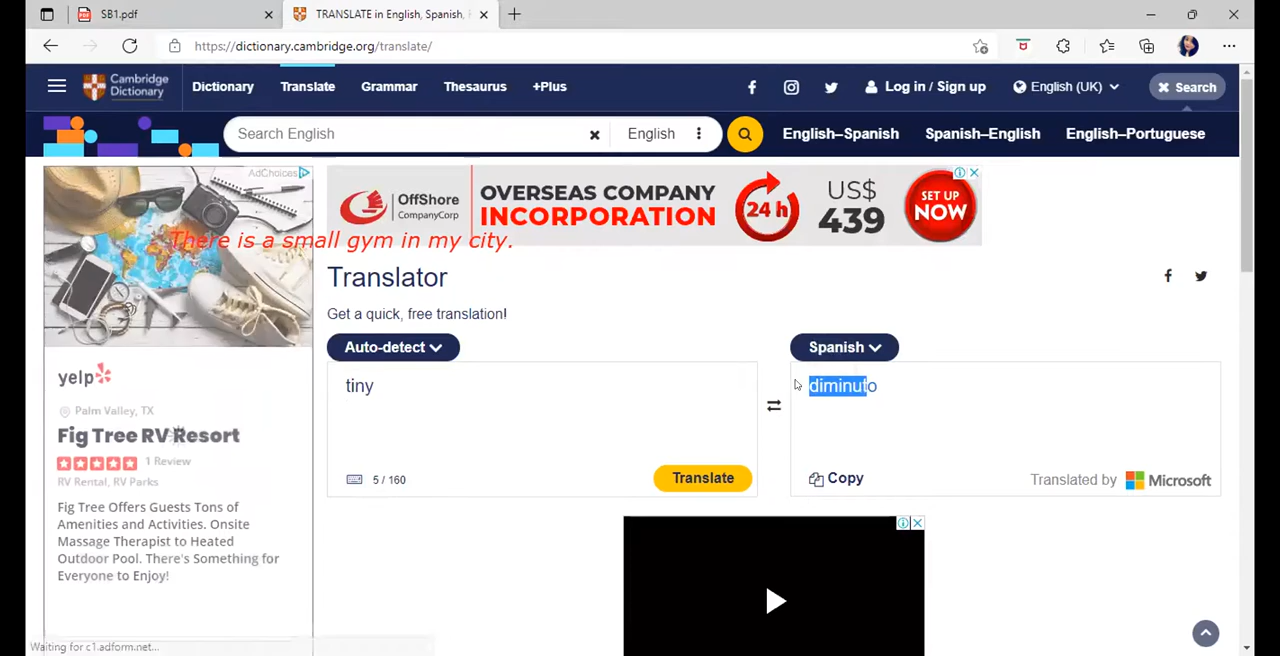 SB1.pdf
TRANSLATE in English, Spanish,
https://dictionary.cambridge.org/translate/
Cambridge
Dictionary
Dictionary
Translate
Grammar
Thesaurus
+Plus
Log in / Sign up
English (UK)
Search
Search English
English
English–Spanish
Spanish–English
English–Portuguese
AdChoices
OffShore
CompanyCorp
OVERSEAS COMPANY
INCORPORATION
24 h
US$
439
SET UP
NOW
There is a small gym in my city.
Translator
Get a quick, free translation!
Auto-detect
Spanish
tiny
diminuto
5 / 160
Translate
Copy
Translated by Microsoft
yelp
Palm Valley, TX
Fig Tree RV Resort
1 Review
RV Rental, RV Parks
Fig Tree Offers Guests Tons of
Amenities and Activities. Onsite
Massage Therapist to Heated
Outdoor Pool. There's Something for
Everyone to Enjoy!
Waiting for c1.adform.net...